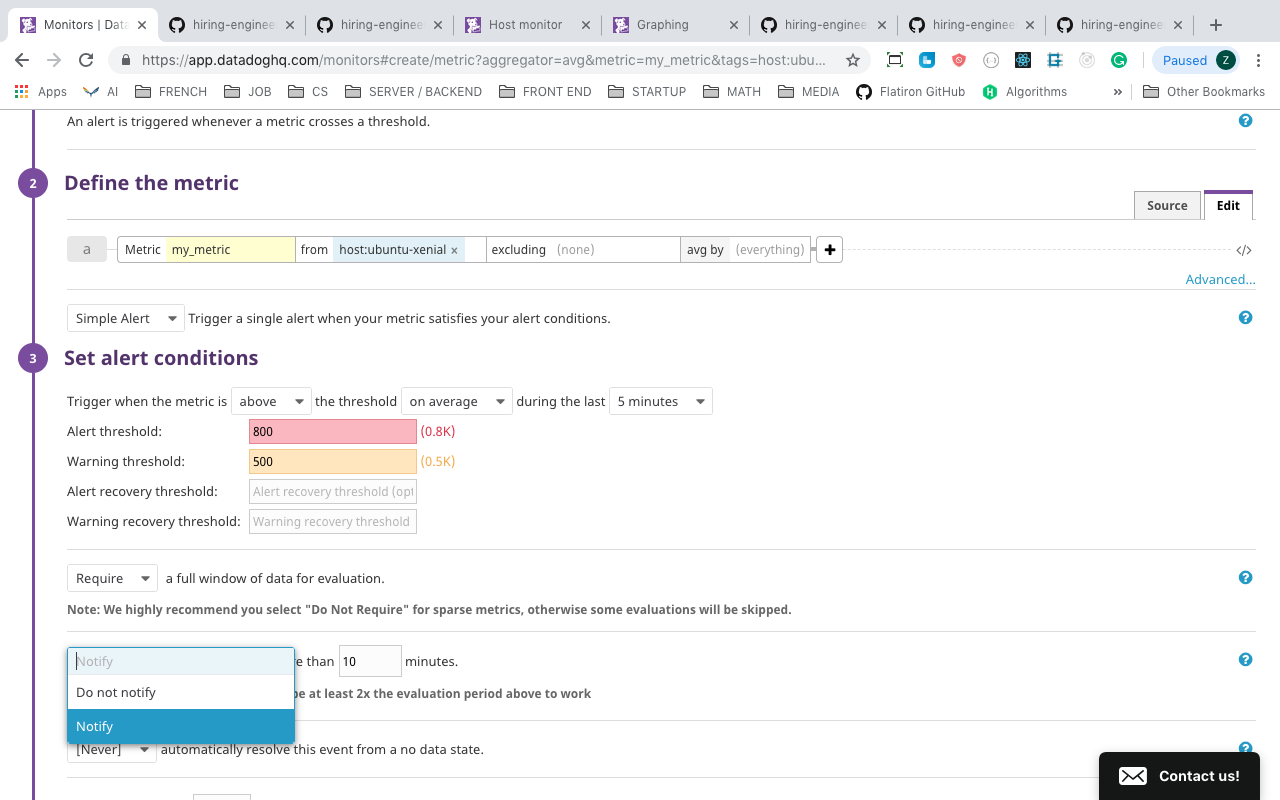 Monitors | Data
hiring-enginee
hiring-enginee
Host monitor
Graphing
hiring-enginee
hiring-enginee
hiring-enginee
https://app.datadoghq.com/monitors#create/metric?aggregator=avg&metric=my_metric&tags=host:ubu...
Paused Z
Apps AI FRENCH JOB CS SERVER / BACKEND FRONT END STARTUP MATH MEDIA Flatiron GitHub Algorithms » Other Bookmarks
An alert is triggered whenever a metric crosses a threshold.
2 Define the metric
Source Edit
a Metric my_metric from host:ubuntu-xenial × excluding (none) avg by (everything) + </>
Advanced...
Simple Alert Trigger a single alert when your metric satisfies your alert conditions.
3 Set alert conditions
Trigger when the metric is above the threshold on average during the last 5 minutes
Alert threshold: 800 (0.8K)
Warning threshold: 500 (0.5K)
Alert recovery threshold: Alert recovery threshold (opt
Warning recovery threshold: Warning recovery threshold
Require a full window of data for evaluation.
Note: We highly recommend you select "Do Not Require" for sparse metrics, otherwise some evaluations will be skipped.
Notify re than 10 minutes.
Do not notify be at least 2x the evaluation period above to work
Notify
[Never] automatically resolve this event from a no data state.
Contact us!